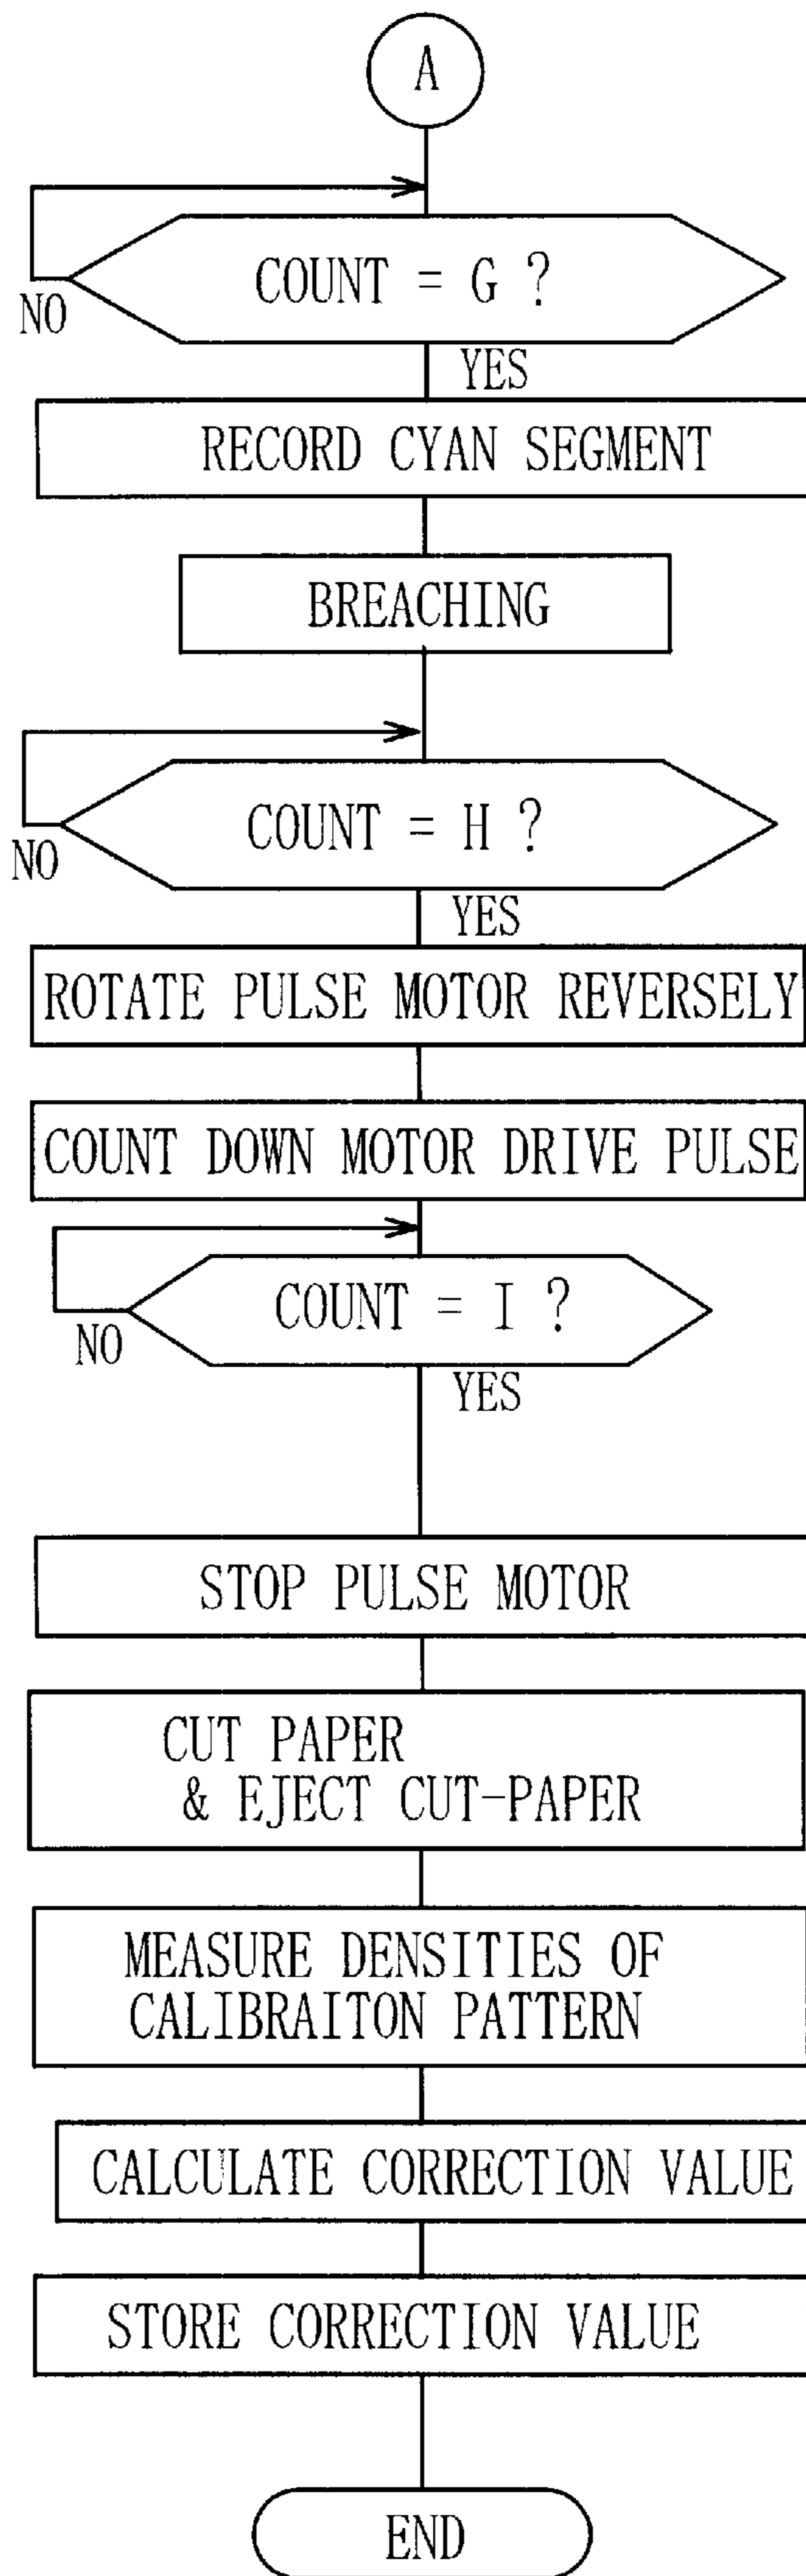 A
COUNT = G ?
NO
YES
RECORD CYAN SEGMENT
BREACHING
COUNT = H ?
NO
YES
ROTATE PULSE MOTOR REVERSELY
COUNT DOWN MOTOR DRIVE PULSE
COUNT = I ?
NO
YES
STOP PULSE MOTOR
CUT PAPER
& EJECT CUT-PAPER
MEASURE DENSITIES OF
CALIBRAITON PATTERN
CALCULATE CORRECTION VALUE
STORE CORRECTION VALUE
END